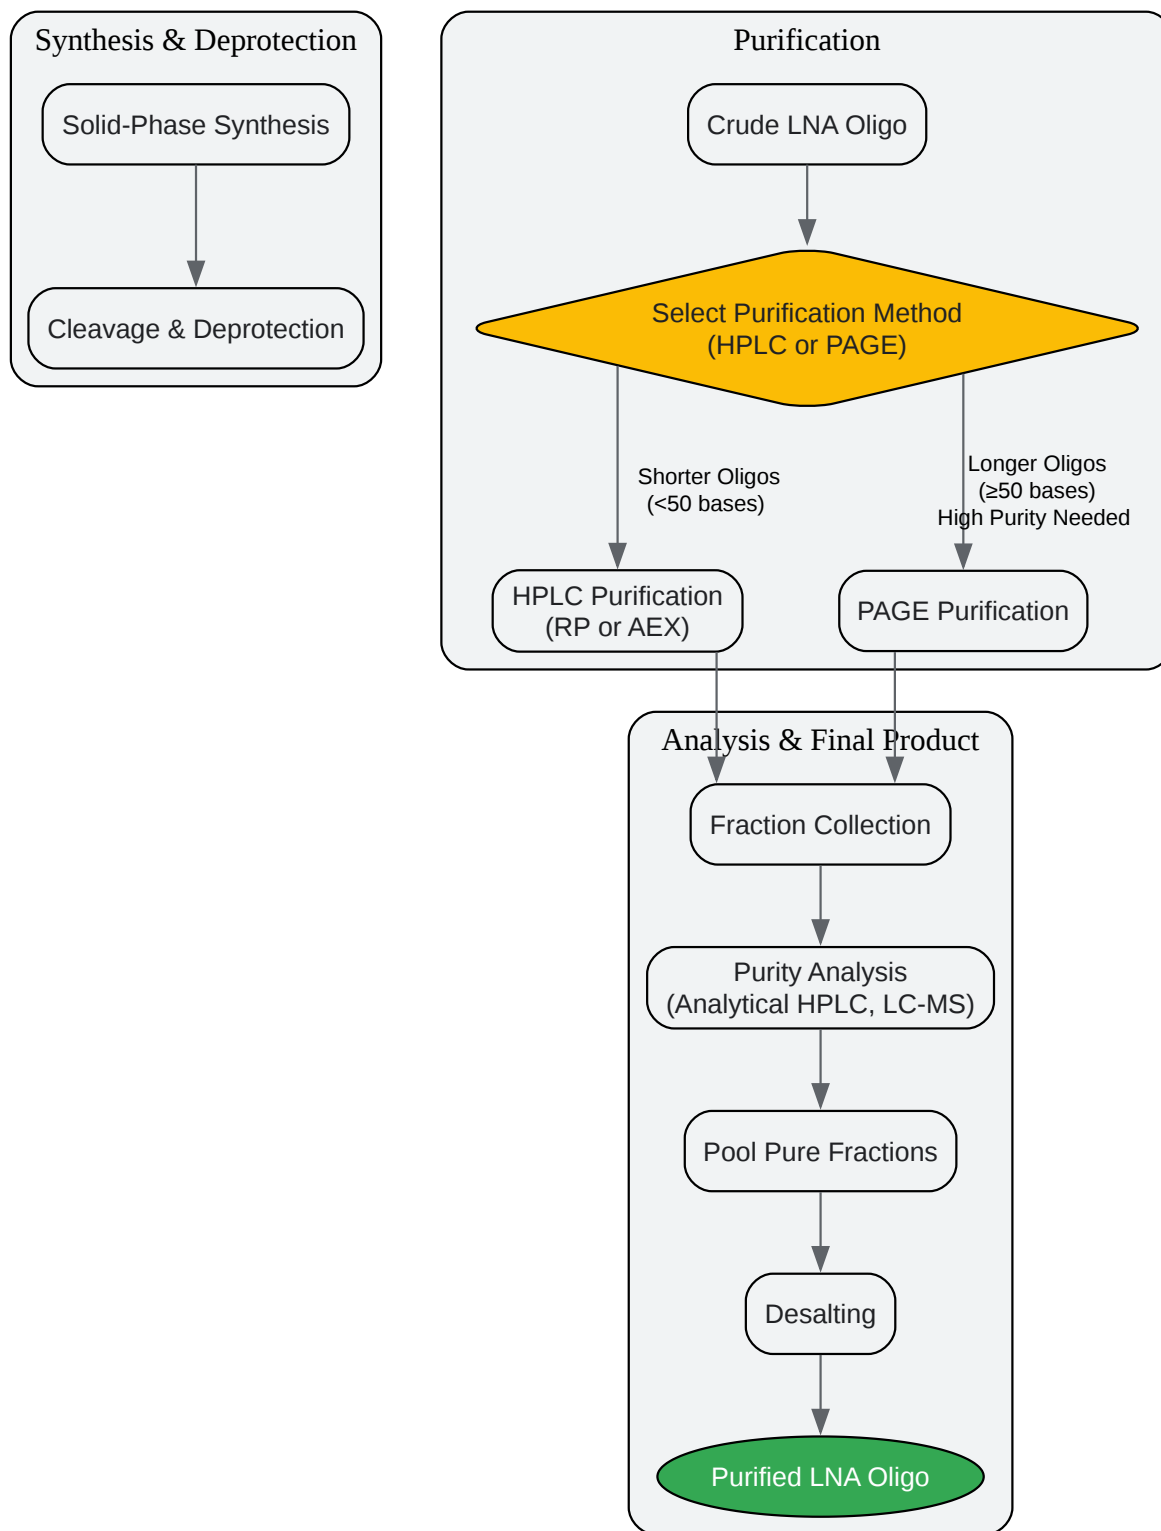 Synthesis & Deprotection
Solid-Phase Synthesis
Cleavage & Deprotection
Purification
Crude LNA Oligo
Select Purification Method
(HPLC or PAGE)
Shorter Oligos
(<50 bases)
Longer Oligos
(≥50 bases)
High Purity Needed
HPLC Purification
(RP or AEX)
PAGE Purification
Analysis & Final Product
Fraction Collection
Purity Analysis
(Analytical HPLC, LC-MS)
Pool Pure Fractions
Desalting
Purified LNA Oligo